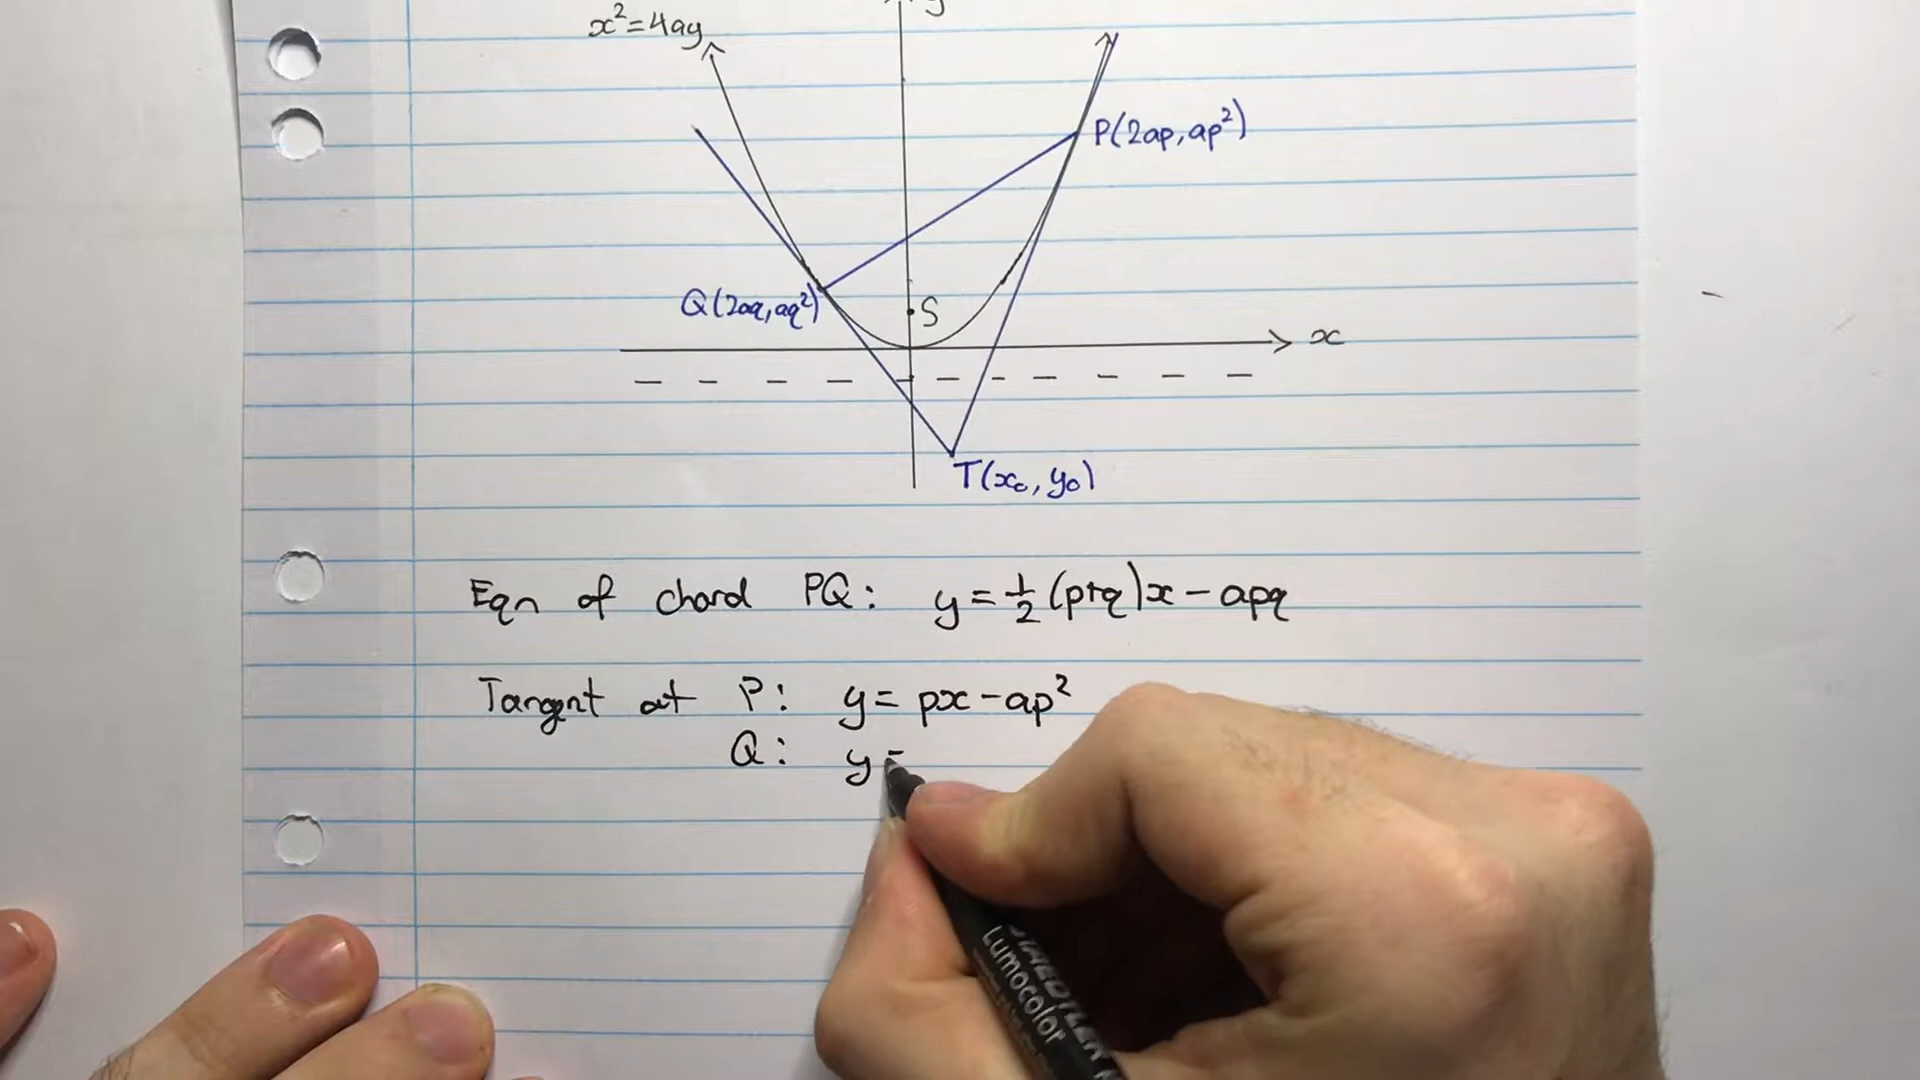 y
x²=4ay
P(2ap, ap²)
Q(2aq, aq²)
S
x
T(x₀, y₀)
Eqn of chord PQ: y = ½ (p+q)x - apq
Tangent at P: y = px - ap²
Q: y =
STAEDTLER
Lumocolor